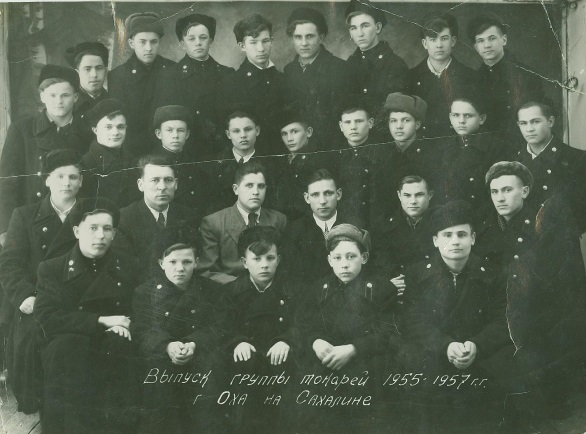 Выпуск группы токарей 1955-1957 г.г.
г Оха на Сахалине